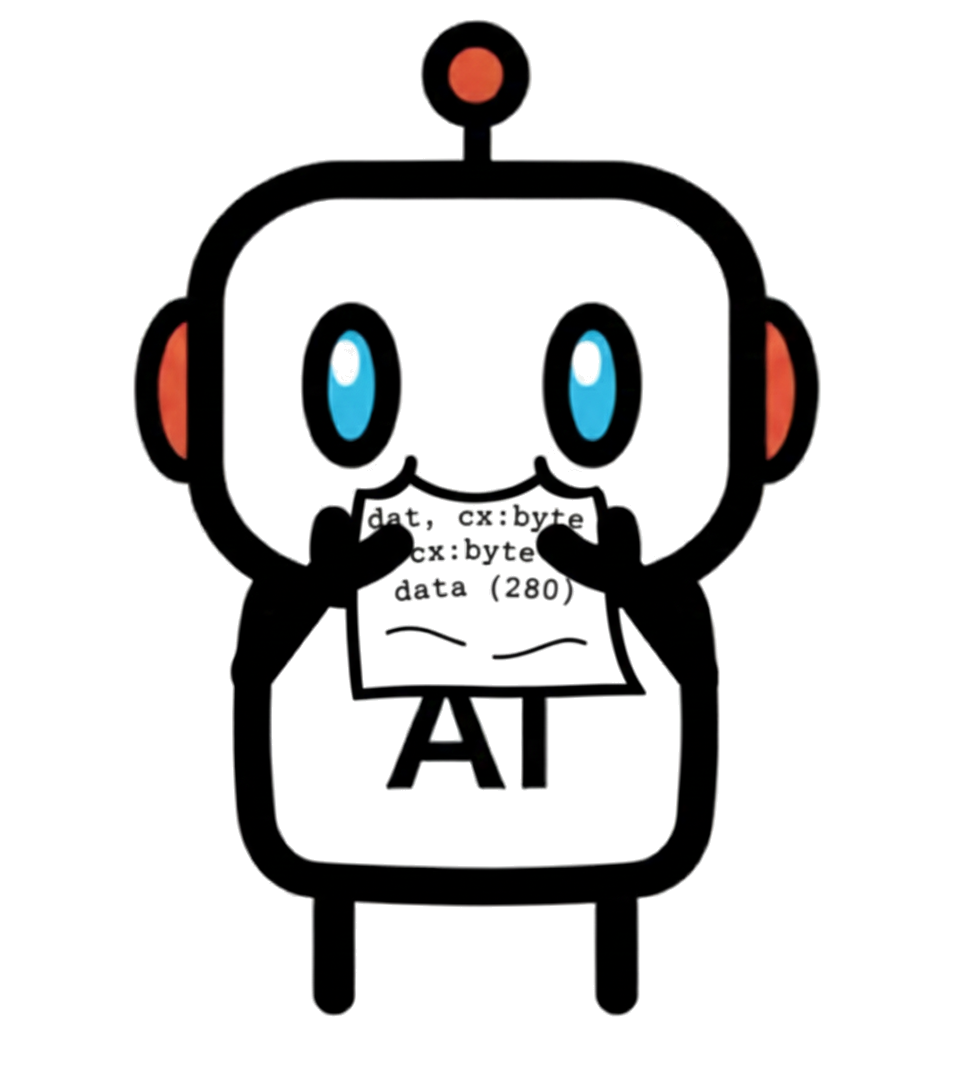 dat, cx:byte
cx:byte
data (280)
AI